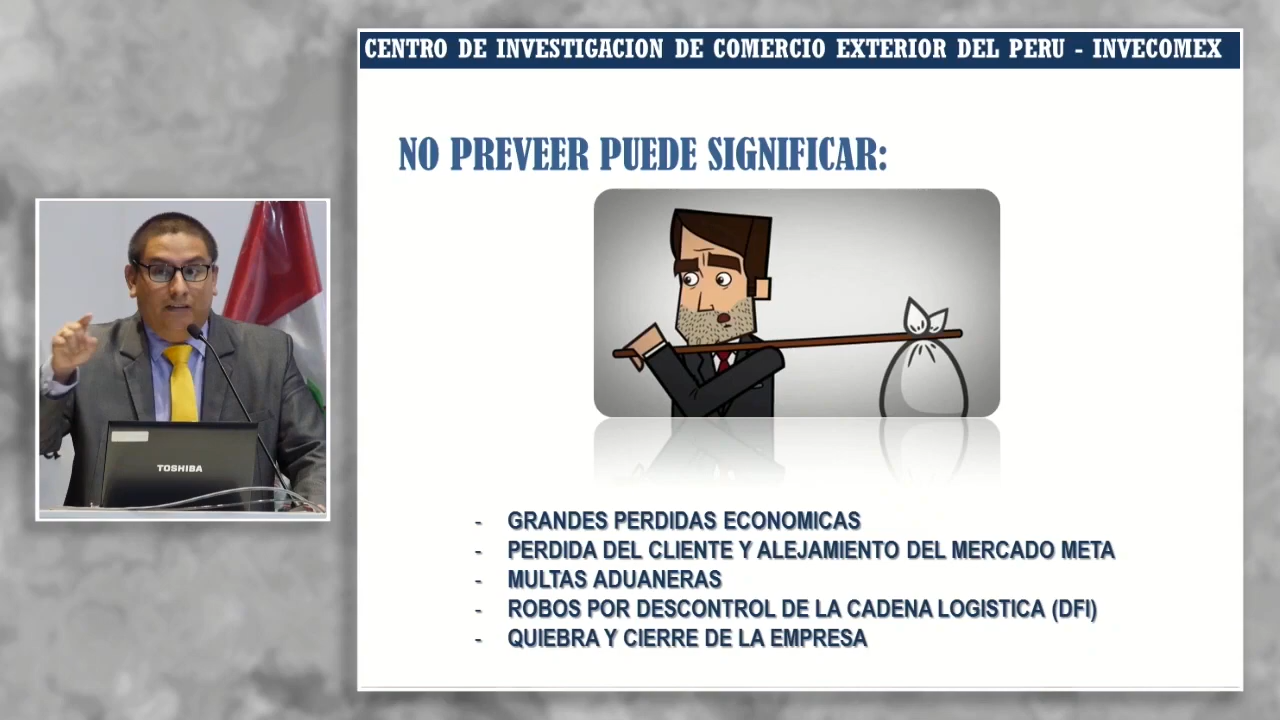 CENTRO DE INVESTIGACION DE COMERCIO EXTERIOR DEL PERU - INVECOMEX
NO PREVEER PUEDE SIGNIFICAR:
TOSHIBA
- GRANDES PERDIDAS ECONOMICAS
- PERDIDA DEL CLIENTE Y ALEJAMIENTO DEL MERCADO META
- MULTAS ADUANERAS
- ROBOS POR DESCONTROL DE LA CADENA LOGISTICA (DFI)
- QUIEBRA Y CIERRE DE LA EMPRESA